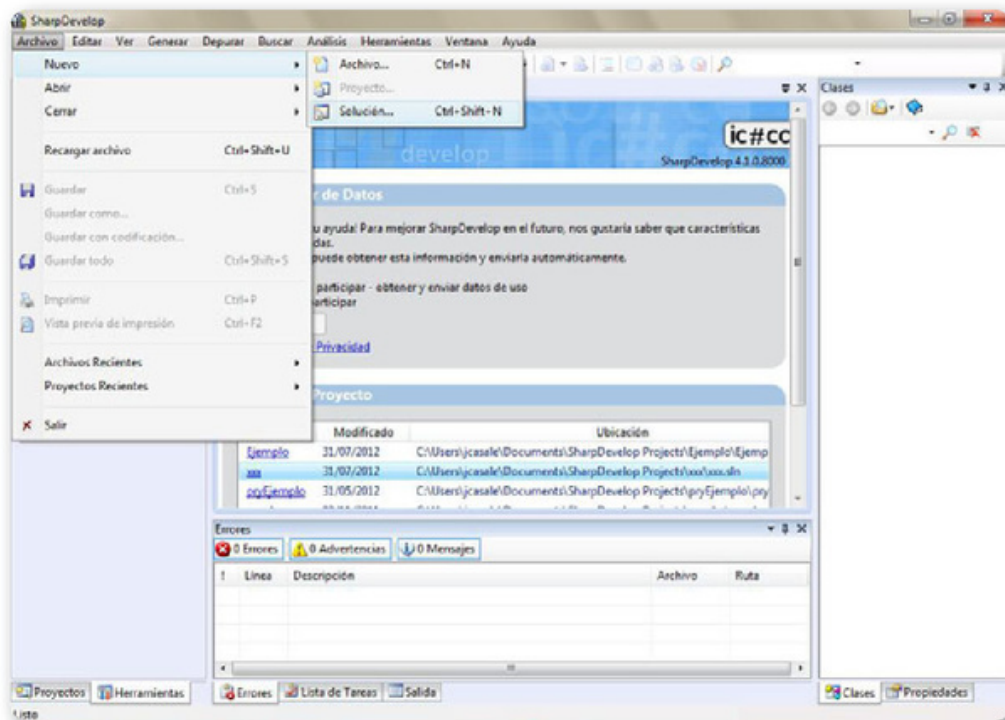 SharpDevelop
Archivo Editar Ver Generar Depurar Buscar Análisis Herramientas Ventana Ayuda
Nuevo
Abrir
Cerrar
Recargar archivo Ctrl+Shift+U
Guardar Ctrl+S
Guardar como...
Guardar con codificación...
Guardar todo Ctrl+Shift+S
Imprimir Ctrl+P
Vista previa de impresión Ctrl+F2
Archivos Recientes
Proyectos Recientes
Salir
Archivo... Ctrl+N
Proyecto...
Solución... Ctrl-Shift-N
ic#cc
develop
SharpDevelop 4.1.0.8000
de Datos
u ayuda! Para mejorar SharpDevelop en el futuro, nos gustaría saber que características
das.
puede obtener esta información y enviarla automáticamente.
participar - obtener y enviar datos de uso
articipar
Privacidad
Proyecto
Modificado Ubicación
Ejemplo 31/07/2012 C:\Users\jcasale\Documents\SharpDevelop Projects\Ejemplo\Ejemp
xxx 31/07/2012 C:\Users\jcasale\Documents\SharpDevelop Projects\xxx\xxx.sln
pryEjemplo 31/05/2012 C:\Users\jcasale\Documents\SharpDevelop Projects\pryEjemplo\pry
Errores
0 Errores 0 Advertencias 0 Mensajes
! Línea Descripción Archivo Ruta
Clases
Proyectos Herramientas
Errores Lista de Tareas Salida
Clases Propiedades
Listo